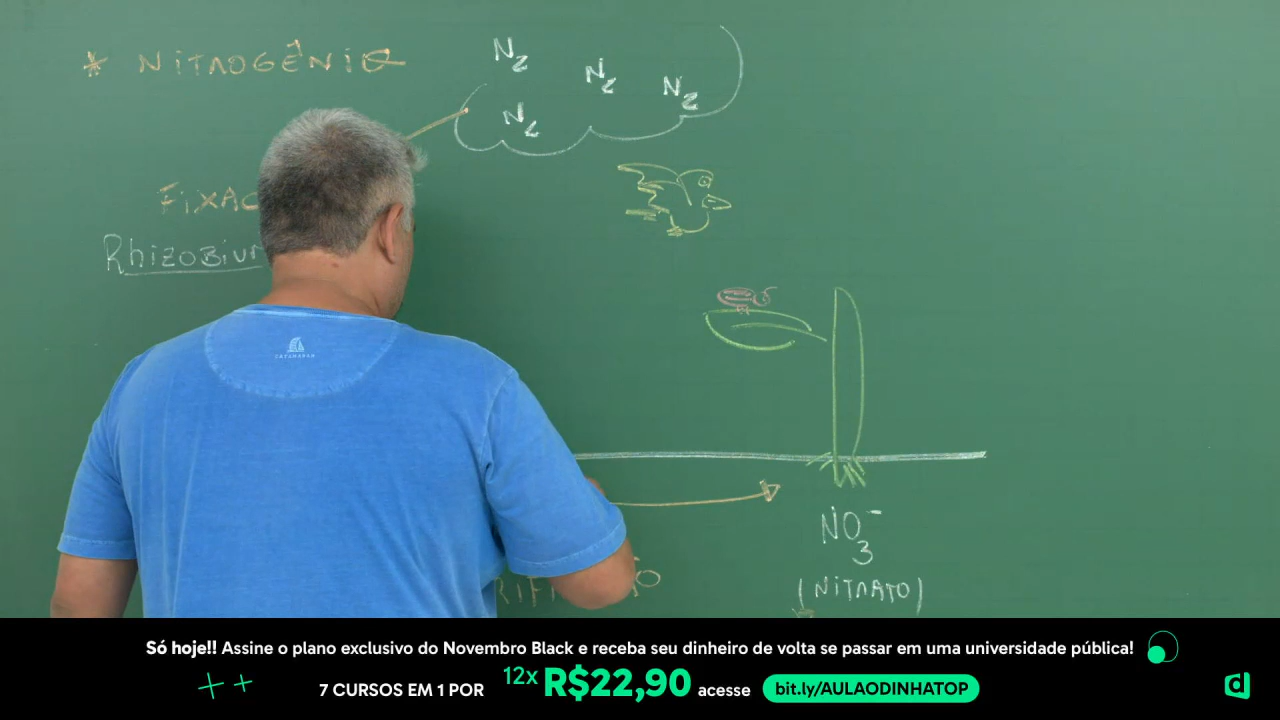 * NITROGÊNIO
N2
N2
N2
N2
FIXAÇ
Rhizobium
NO3-
(NITRATO)
CATAMARAN
Só hoje!! Assine o plano exclusivo do Novembro Black e receba seu dinheiro de volta se passar em uma universidade pública!
7 CURSOS EM 1 POR 12x R$22,90 acesse bit.ly/AULAODINHATOP
d